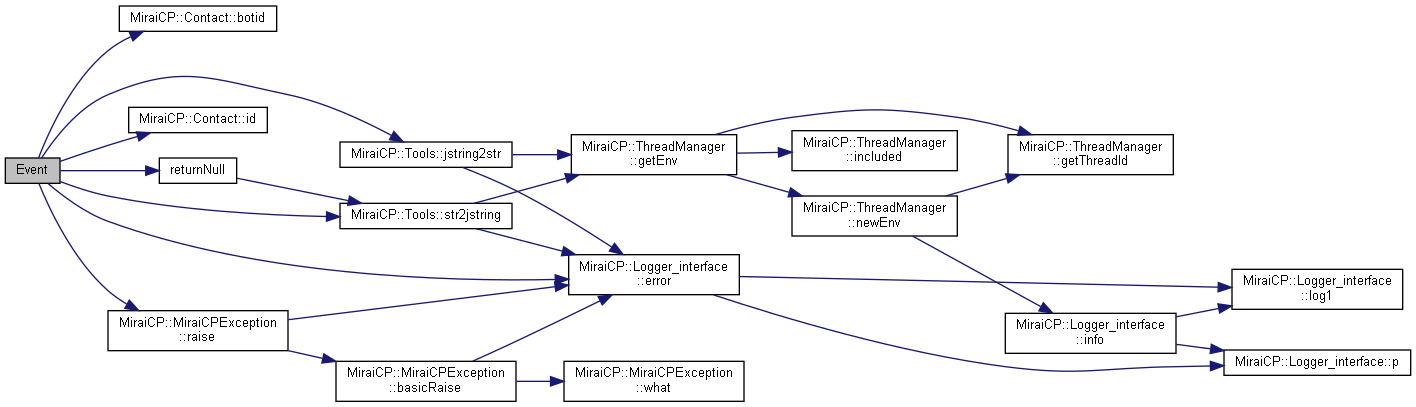 Event
MiraiCP::Contact::botid
MiraiCP::Contact::id
returnNull
MiraiCP::Tools::jstring2str
MiraiCP::Tools::str2jstring
MiraiCP::MiraiCPException
::raise
MiraiCP::MiraiCPException
::basicRaise
MiraiCP::ThreadManager
::getEnv
MiraiCP::Logger_interface
::error
MiraiCP::MiraiCPException
::what
MiraiCP::ThreadManager
::included
MiraiCP::ThreadManager
::newEnv
MiraiCP::ThreadManager
::getThreadId
MiraiCP::Logger_interface
::info
MiraiCP::Logger_interface
::log1
MiraiCP::Logger_interface::p